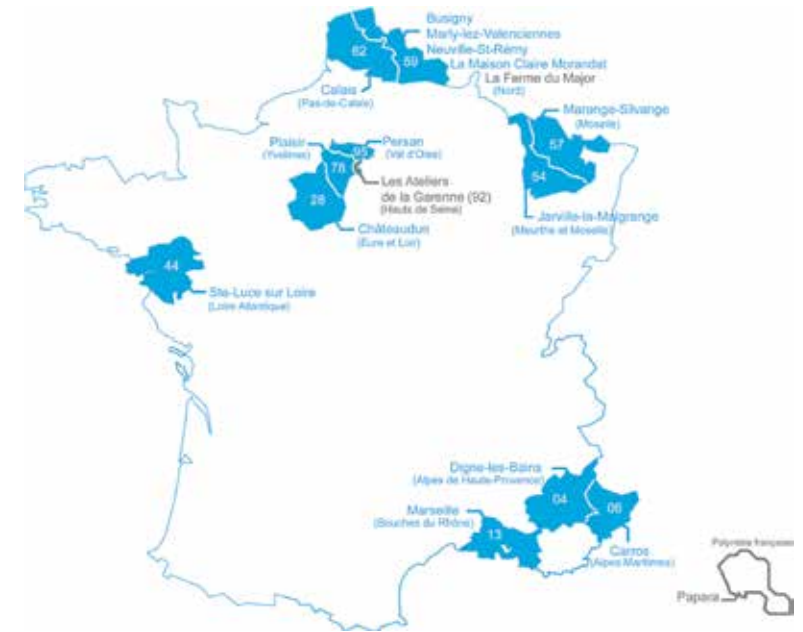 Busigny
Marly-lez-Valenciennes
Neuville-St-Rémy
La Maison Claire Morandat
La Ferme du Major
(Nord)
62
59
Calais
(Pas-de-Calais)
Marange-Silvange
(Moselle)
57
54
Jarville-la-Malgrange
(Meurthe et Moselle)
Plaisir
(Yvelines)
Persan
(Val d'Oise)
95
78
28
Les Ateliers
de la Garenne (92)
(Hauts de Seine)
Châteaudun
(Eure et Loir)
44
Ste-Luce sur Loire
(Loire Atlantique)
Digne-les-Bains
(Alpes de Haute-Provence)
04
06
Marseille
(Bouches du Rhône)
13
Carros
(Alpes Maritimes)
Polynésie française
Papara